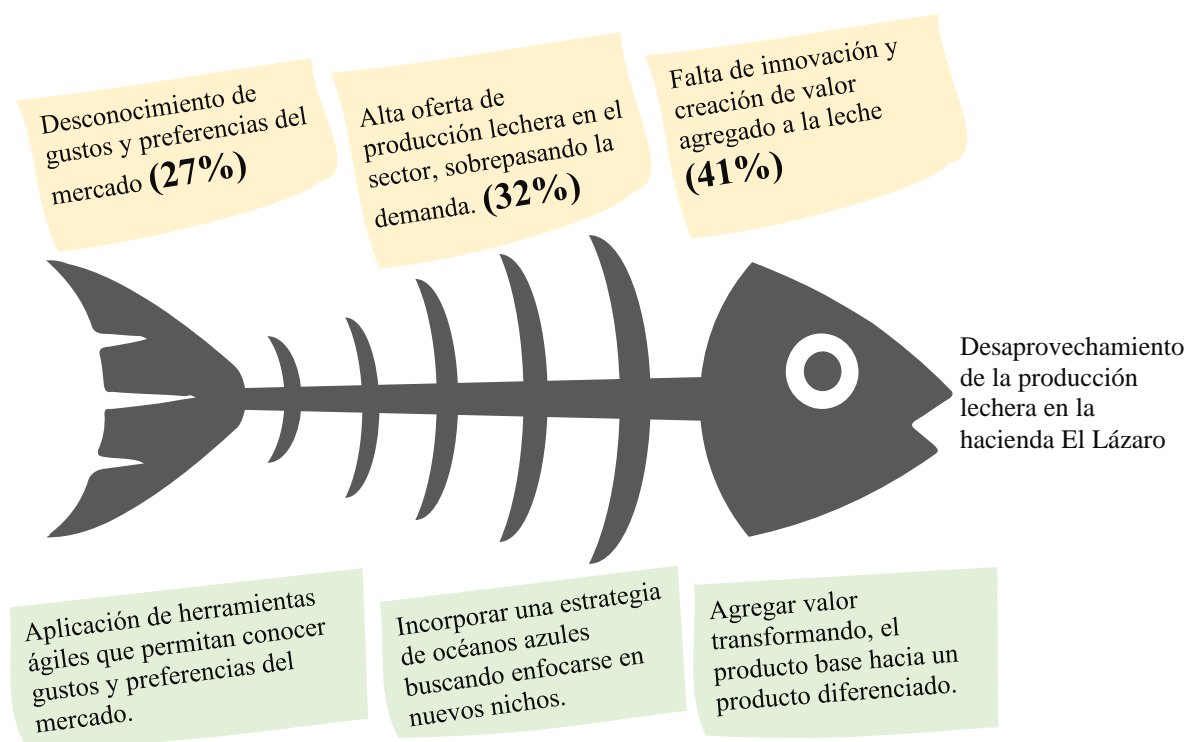 Desconocimiento de
gustos y preferencias del
mercado (27%)
Alta oferta de
producción lechera en el
sector, sobrepasando la
demanda. (32%)
Falta de innovación y
creación de valor
agregado a la leche
(41%)
Desaprovechamiento
de la producción
lechera en la
hacienda El Lázaro
Aplicación de herramientas
ágiles que permitan conocer
gustos y preferencias del
mercado.
Incorporar una estrategia
de océanos azules
buscando enfocarse en
nuevos nichos.
Agregar valor
transformando, el
producto base hacia un
producto diferenciado.